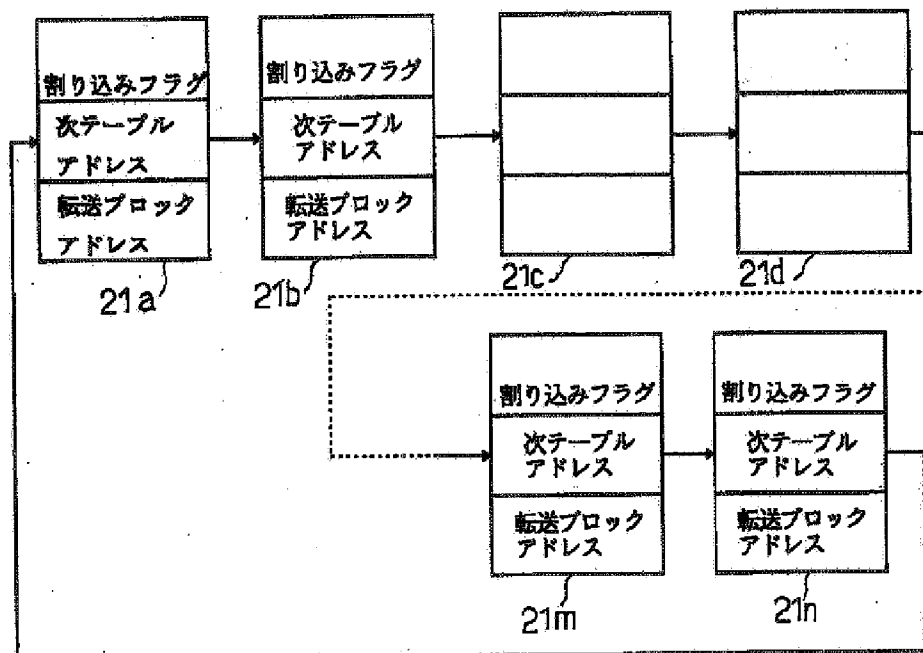 割り込みフラグ
次テーブル
アドレス
転送ブロック
アドレス
21a
割り込みフラグ
次テーブル
アドレス
転送ブロック
アドレス
21b
21c
21d
割り込みフラグ
次テーブル
アドレス
転送ブロック
アドレス
21m
割り込みフラグ
次テーブル
アドレス
転送ブロック
アドレス
21n